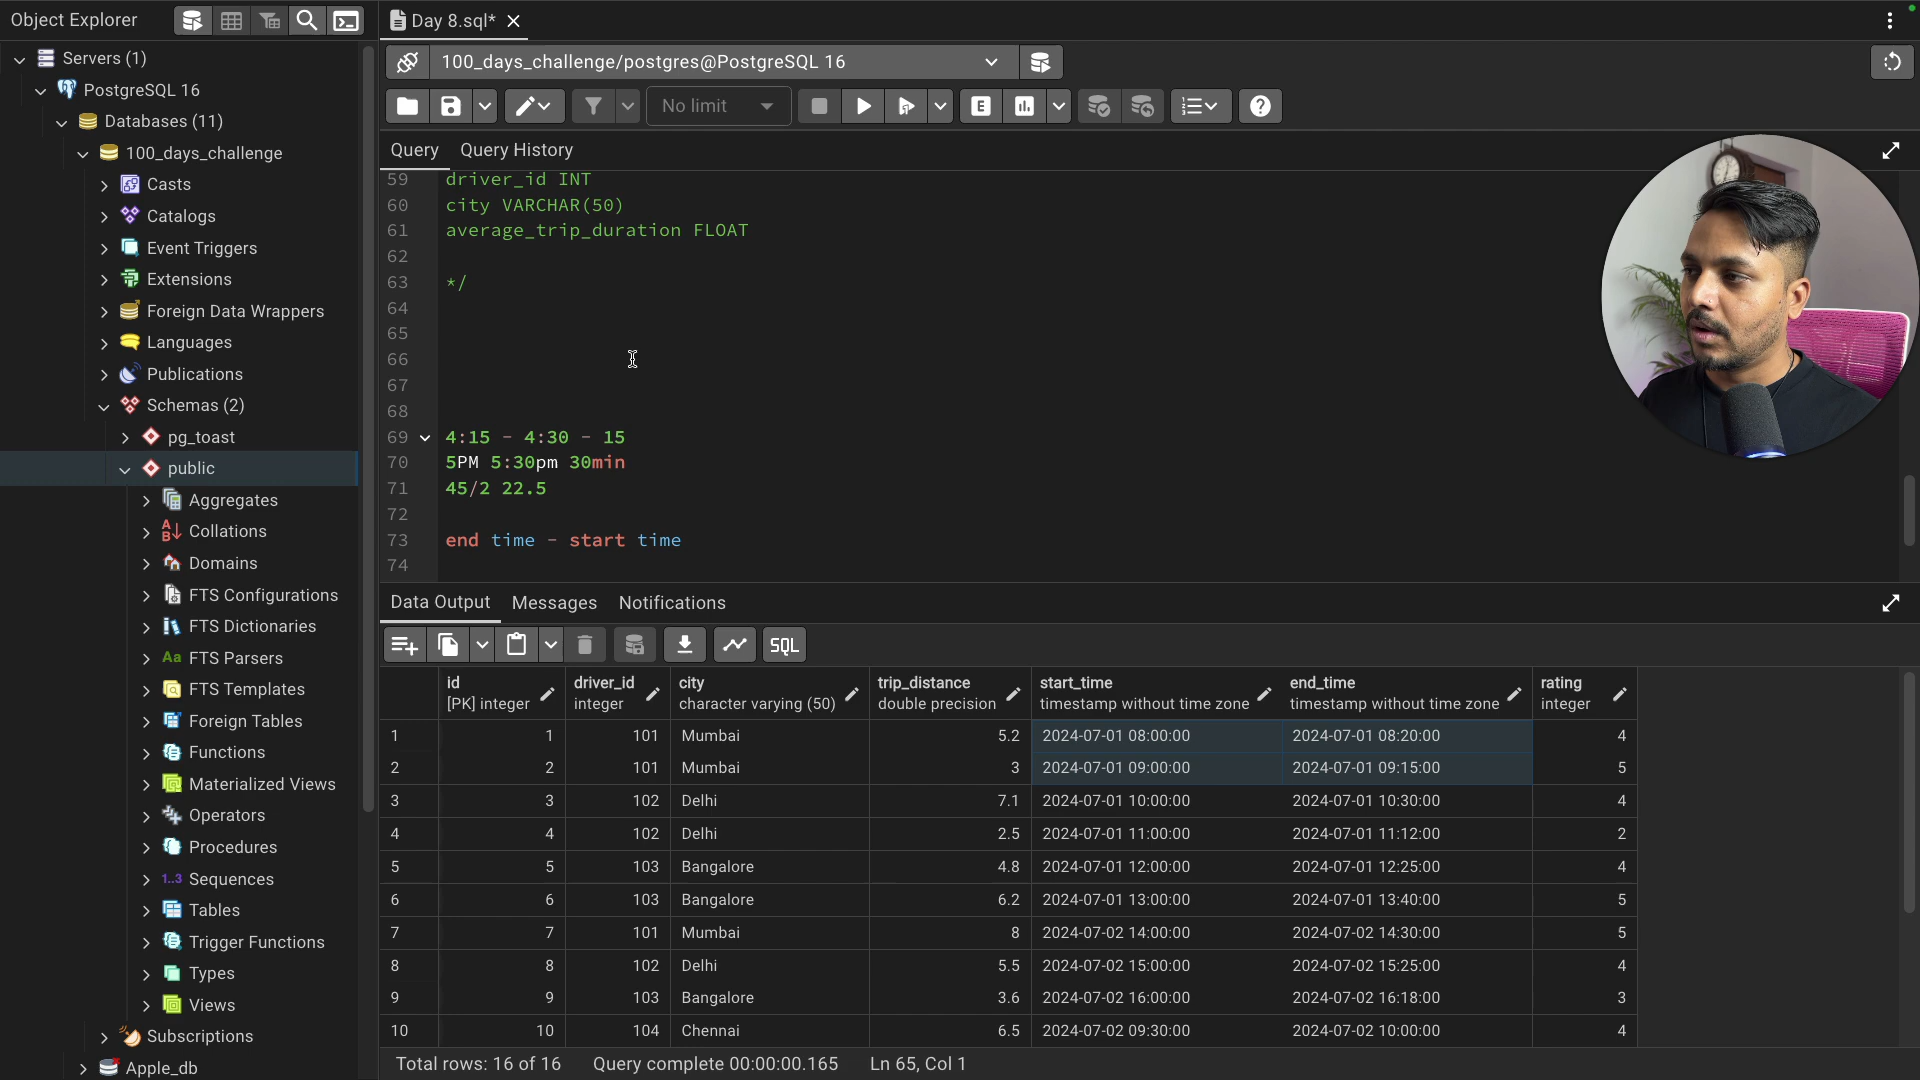 Object Explorer
Servers (1)
PostgreSQL 16
Databases (11)
100_days_challenge
Casts
Catalogs
Event Triggers
Extensions
Foreign Data Wrappers
Languages
Publications
Schemas (2)
pg_toast
public
Aggregates
Collations
Domains
FTS Configurations
FTS Dictionaries
Aa FTS Parsers
FTS Templates
Foreign Tables
Functions
Materialized Views
Operators
Procedures
1..3 Sequences
Tables
Trigger Functions
Types
Views
Subscriptions
Apple_db
Day 8.sql*
100_days_challenge/postgres@PostgreSQL 16
No limit
E
Query Query History
59 driver_id INT
60 city VARCHAR(50)
61 average_trip_duration FLOAT
62
63 */
64
65
66
67
68
69 4:15 - 4:30 - 15
70 5PM 5:30pm 30min
71 45/2 22.5
72
73 end time - start time
74
Data Output Messages Notifications
SQL
id driver_id city trip_distance start_time end_time rating
[PK] integer integer character varying (50) double precision timestamp without time zone timestamp without time zone integer
1 1 101 Mumbai 5.2 2024-07-01 08:00:00 2024-07-01 08:20:00 4
2 2 101 Mumbai 3 2024-07-01 09:00:00 2024-07-01 09:15:00 5
3 3 102 Delhi 7.1 2024-07-01 10:00:00 2024-07-01 10:30:00 4
4 4 102 Delhi 2.5 2024-07-01 11:00:00 2024-07-01 11:12:00 2
5 5 103 Bangalore 4.8 2024-07-01 12:00:00 2024-07-01 12:25:00 4
6 6 103 Bangalore 6.2 2024-07-01 13:00:00 2024-07-01 13:40:00 5
7 7 101 Mumbai 8 2024-07-02 14:00:00 2024-07-02 14:30:00 5
8 8 102 Delhi 5.5 2024-07-02 15:00:00 2024-07-02 15:25:00 4
9 9 103 Bangalore 3.6 2024-07-02 16:00:00 2024-07-02 16:18:00 3
10 10 104 Chennai 6.5 2024-07-02 09:30:00 2024-07-02 10:00:00 4
Total rows: 16 of 16 Query complete 00:00:00.165 Ln 65, Col 1